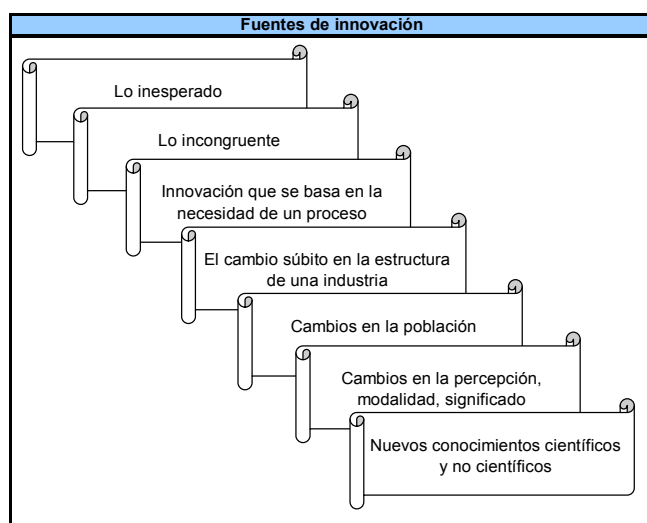 Fuentes de innovación
Lo inesperado
Lo incongruente
Innovación que se basa en la
necesidad de un proceso
El cambio súbito en la estructura
de una industria
Cambios en la población
Cambios en la percepción,
modalidad, significado
Nuevos conocimientos científicos
y no científicos